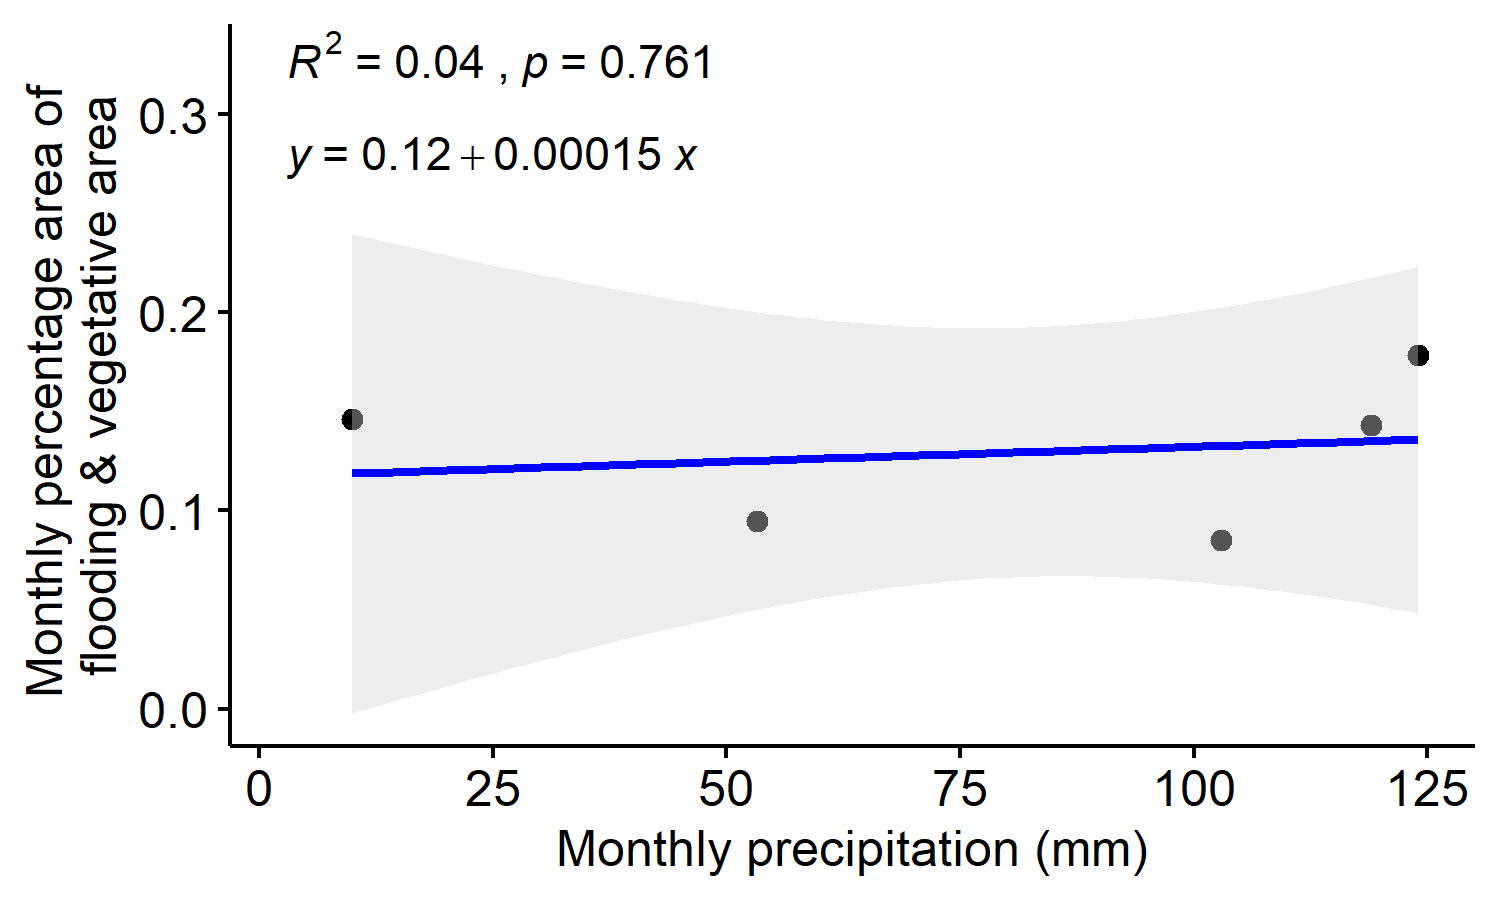 R² = 0.04 , p = 0.761
y = 0.12 + 0.00015 x
Monthly percentage area of
flooding & vegetative area
0.3
0.2
0.1
0.0
0 25 50 75 100 125
Monthly precipitation (mm)